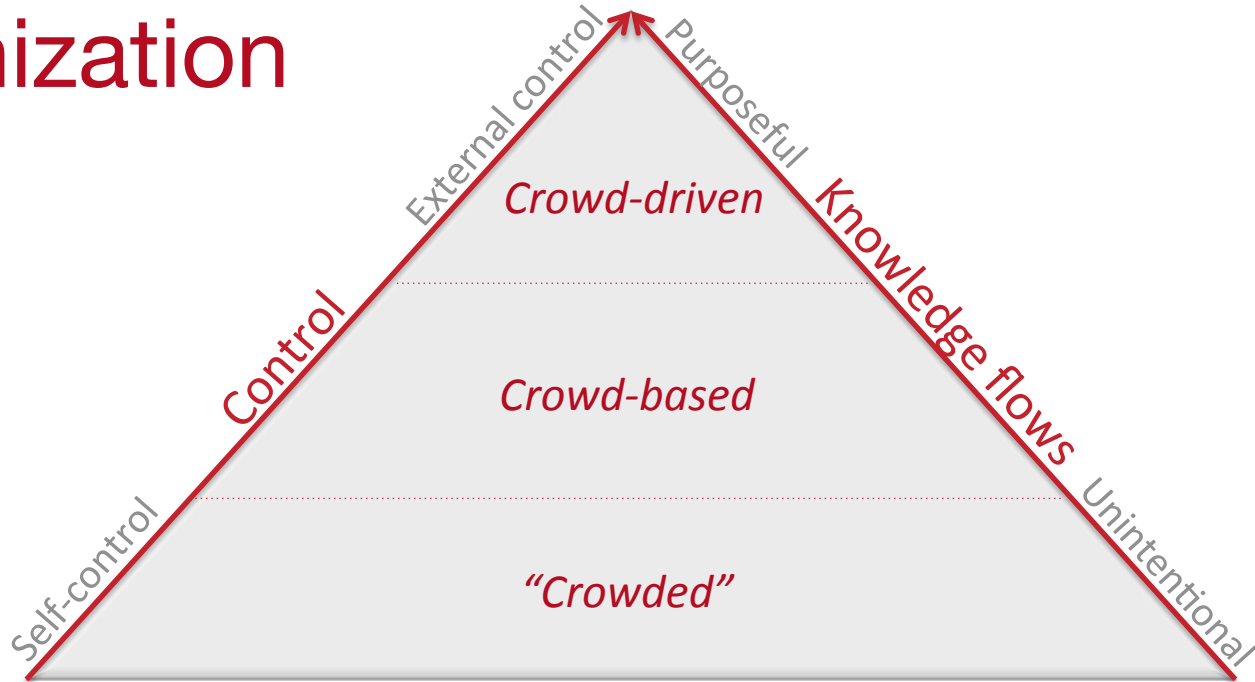 nization
External control
Purposeful
Crowd-driven
Knowledge flows
Control
Crowd-based
Self-control
Unintentional
“Crowded”